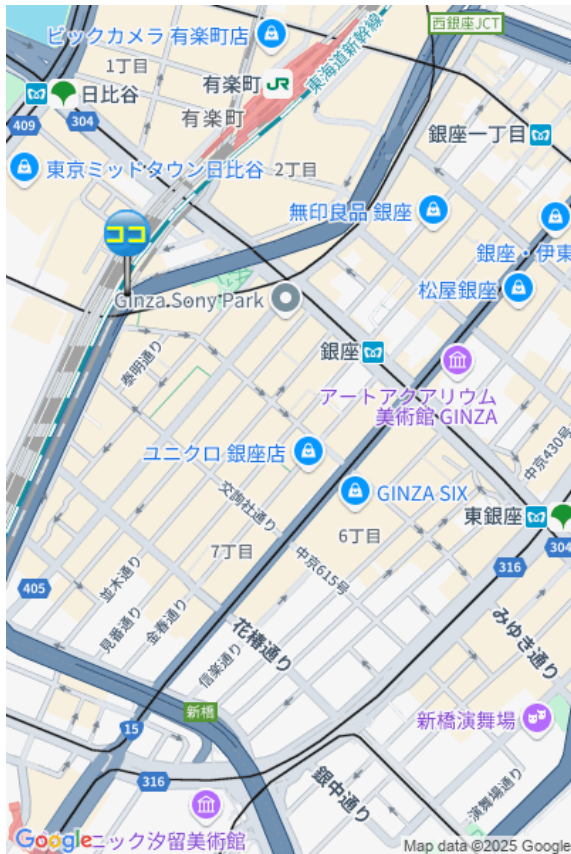 西銀座JCT
ビックカメラ 有楽町店
1丁目
有楽町 JR
東海道新幹線
日比谷
有楽町
409
304
銀座一丁目
東京ミッドタウン日比谷
2丁目
無印良品 銀座
ココ
銀座・伊東
松屋銀座
Ginza Sony Park
銀座
泰明通り
アートアクアリウム
美術館 GINZA
中京430号
ユニクロ 銀座店
GINZA SIX
交詢社通り
東銀座
6丁目
7丁目
304
中京615号
316
405
並木通り
見番通り
金春通り
花椿通り
みゆき通り
信楽通り
新橋
15
新橋演舞場
316
銀中通り
演舞場通り
Google
ニック汐留美術館
Map data ©2025 Google